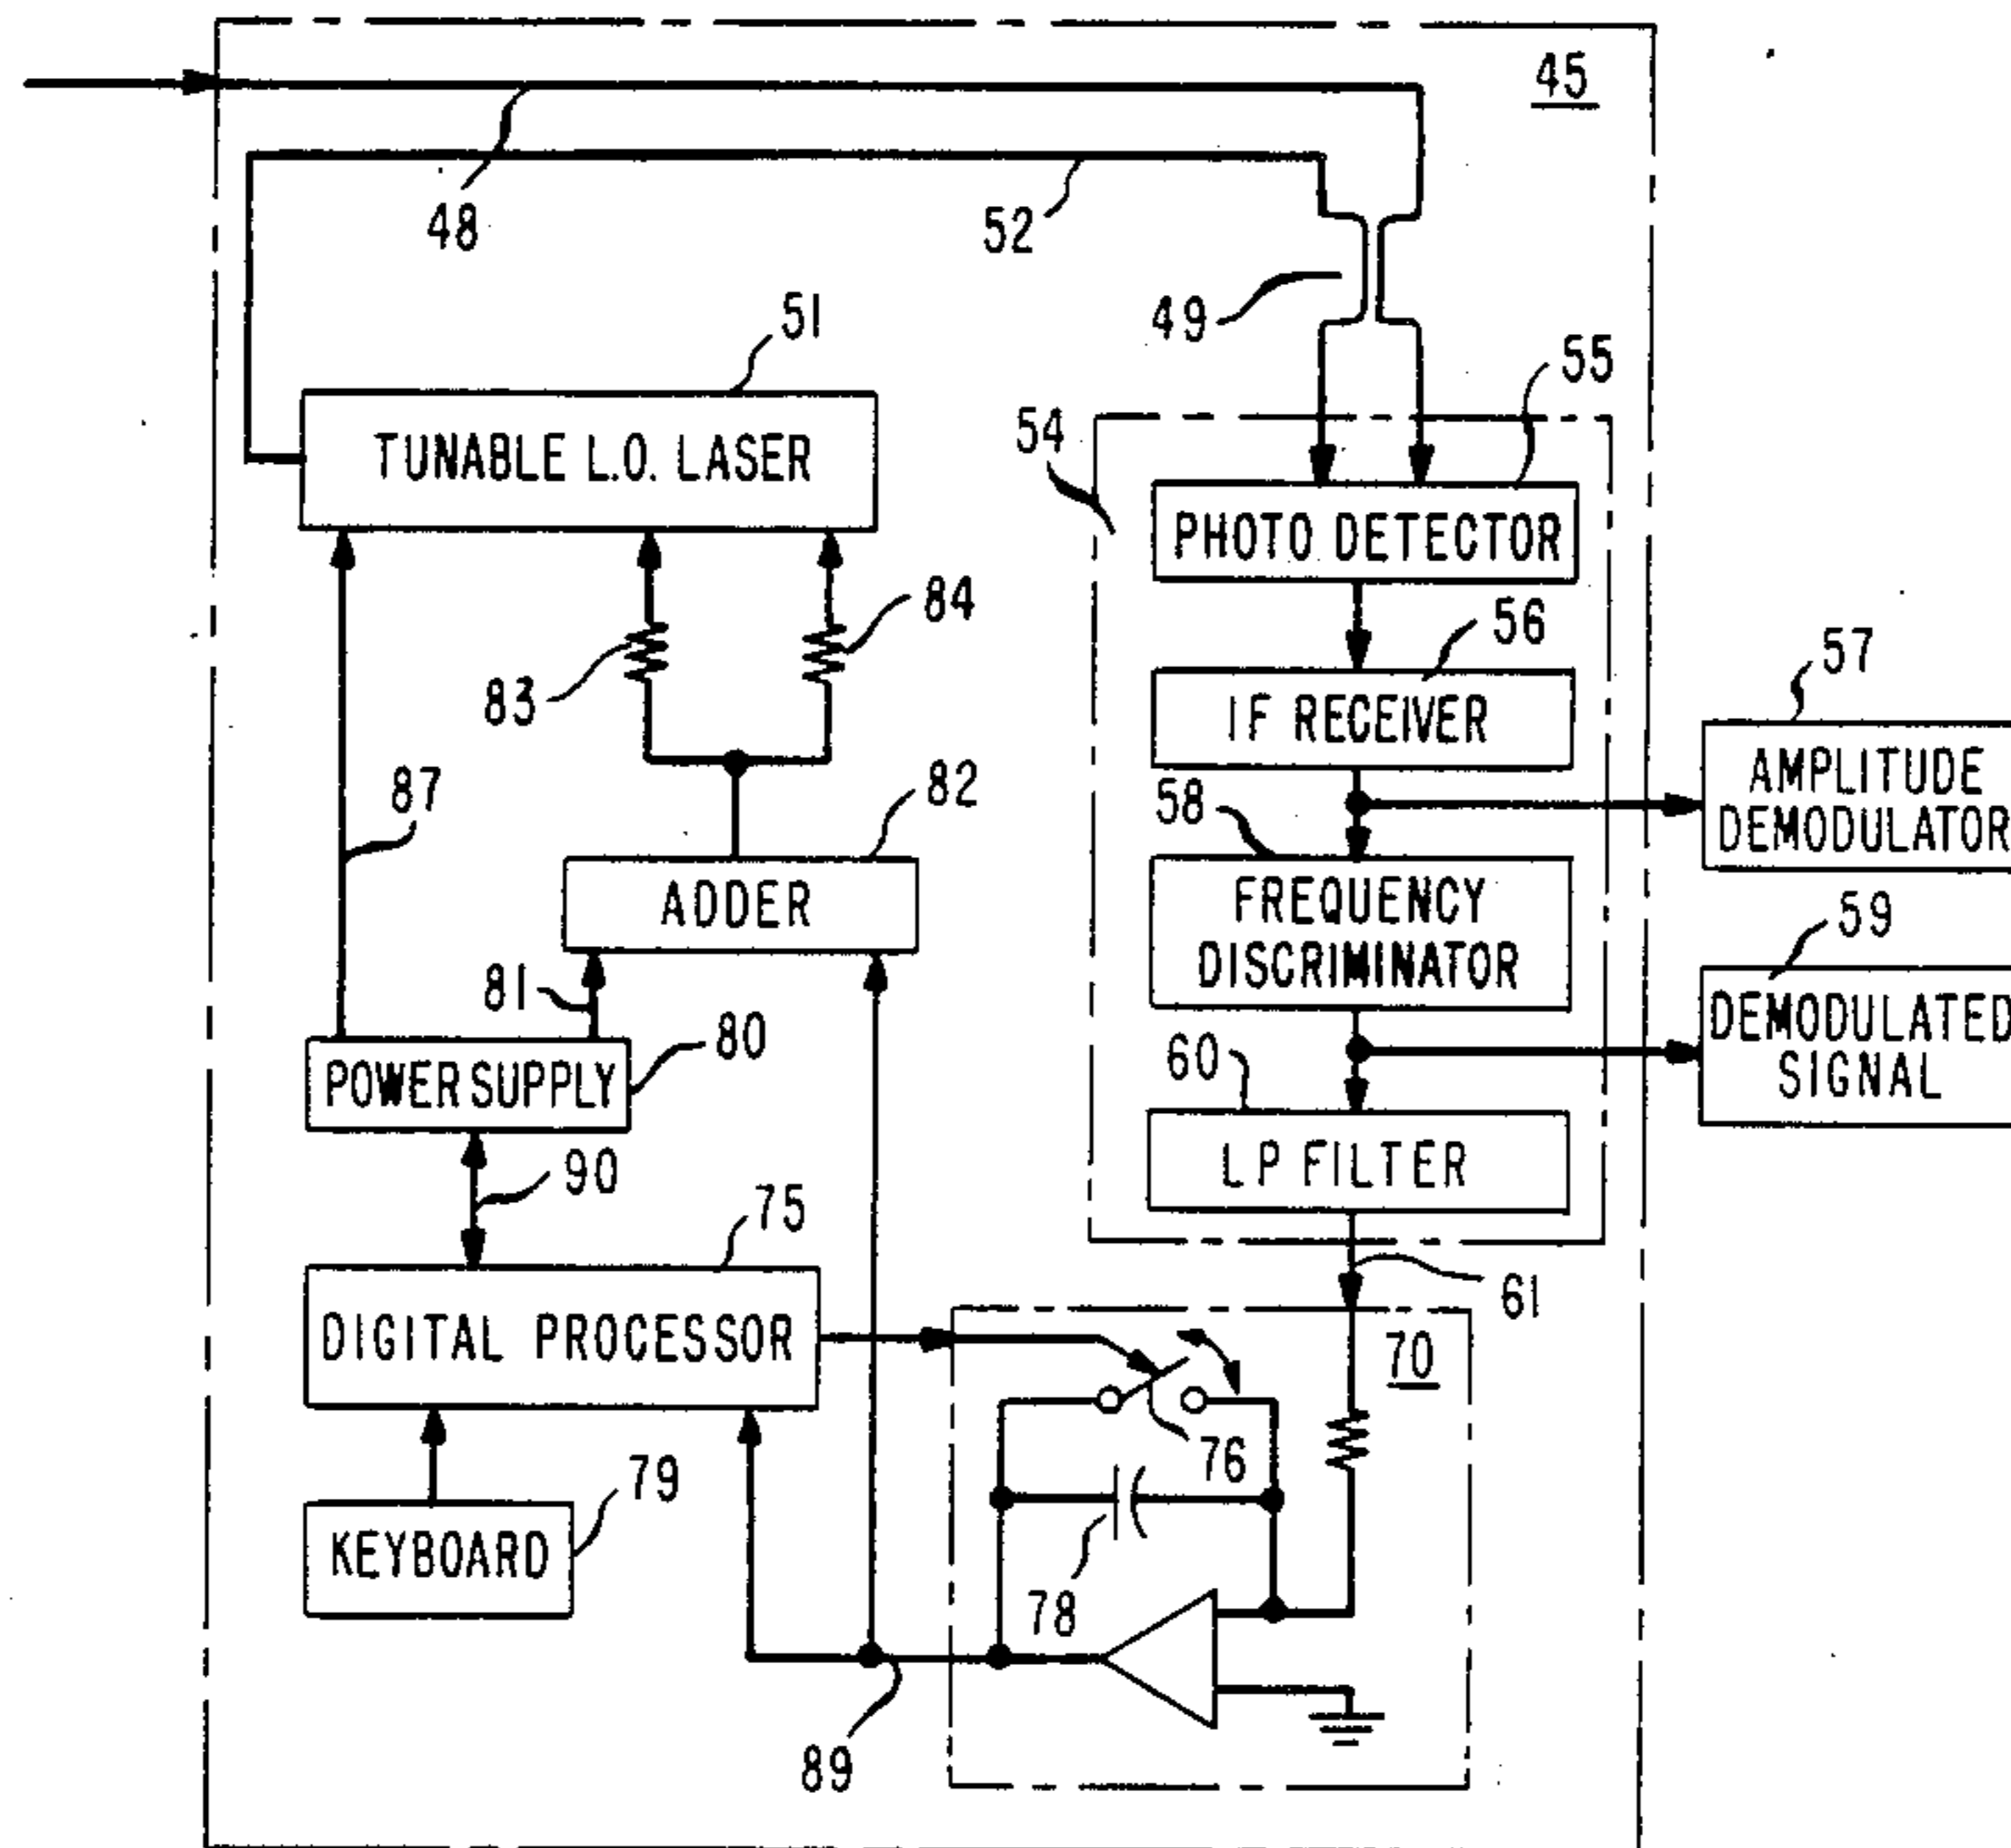 45
48
52
49
51
TUNABLE L.O. LASER
55
54
PHOTO DETECTOR
84
83
56
IF RECEIVER
57
AMPLITUDE
DEMODULATOR
87
82
58
ADDER
FREQUENCY
DISCRIMINATOR
59
DEMODULATED
SIGNAL
81
80
POWER SUPPLY
60
LP FILTER
90
75
61
DIGITAL PROCESSOR
70
76
79
KEYBOARD
78
89